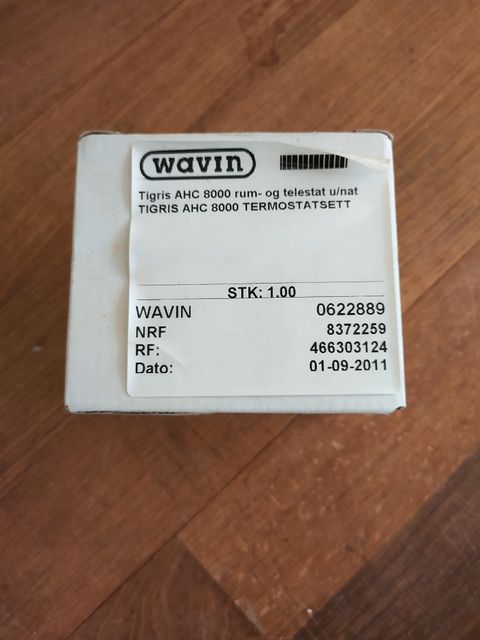 wavin
Tigris AHC 8000 rum- og telestat u/nat
TIGRIS AHC 8000 TERMOSTATSETT
STK: 1.00
WAVIN 0622889
NRF 8372259
RF: 466303124
Dato: 01-09-2011